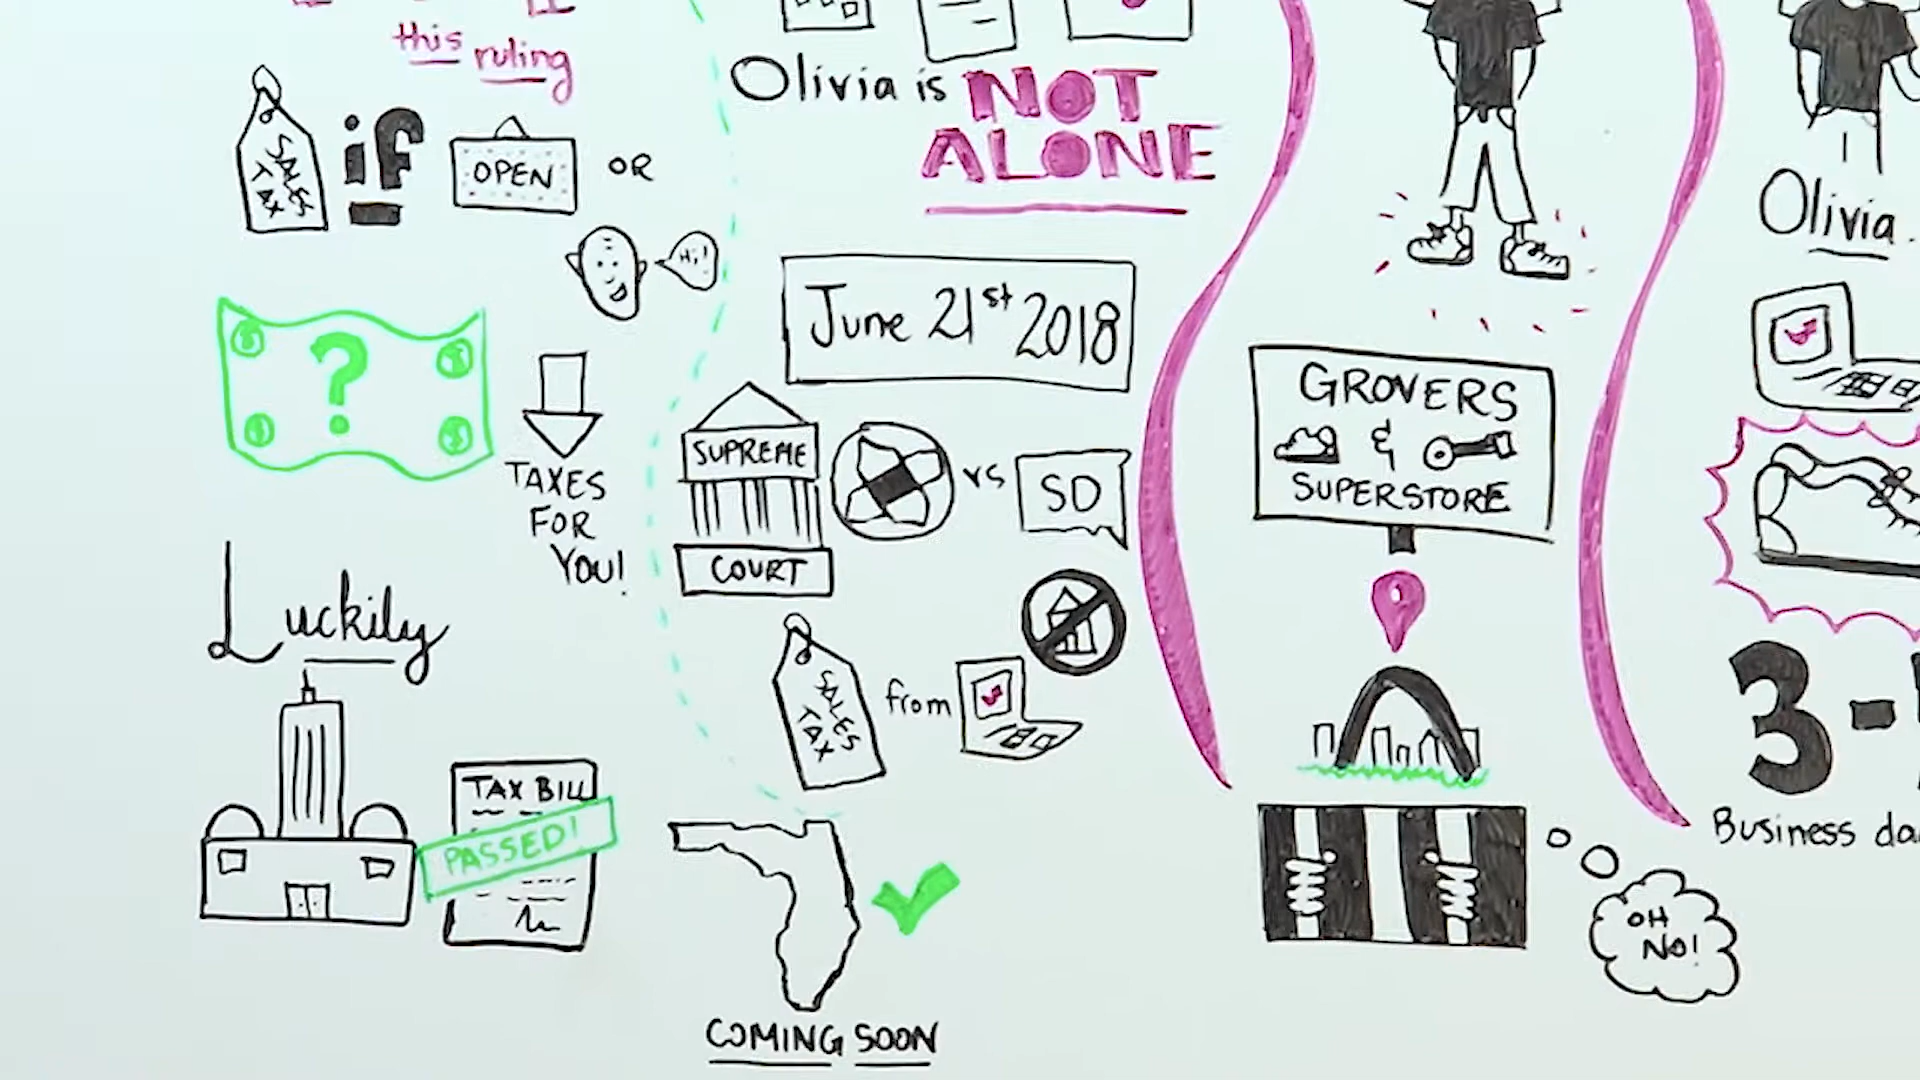 this ruling
SALES
TAX
if
OPEN
OR
Hi!
?
TAXES
FOR
YOU!
Luckily
TAX BILL
PASSED!
Olivia is NOT
ALONE
June 21st 2018
SUPREME
COURT
vs
SD
SALES
TAX
from
COMING SOON
GROVERS
&
SUPERSTORE
OH
NO!
Olivia.
3-
Business